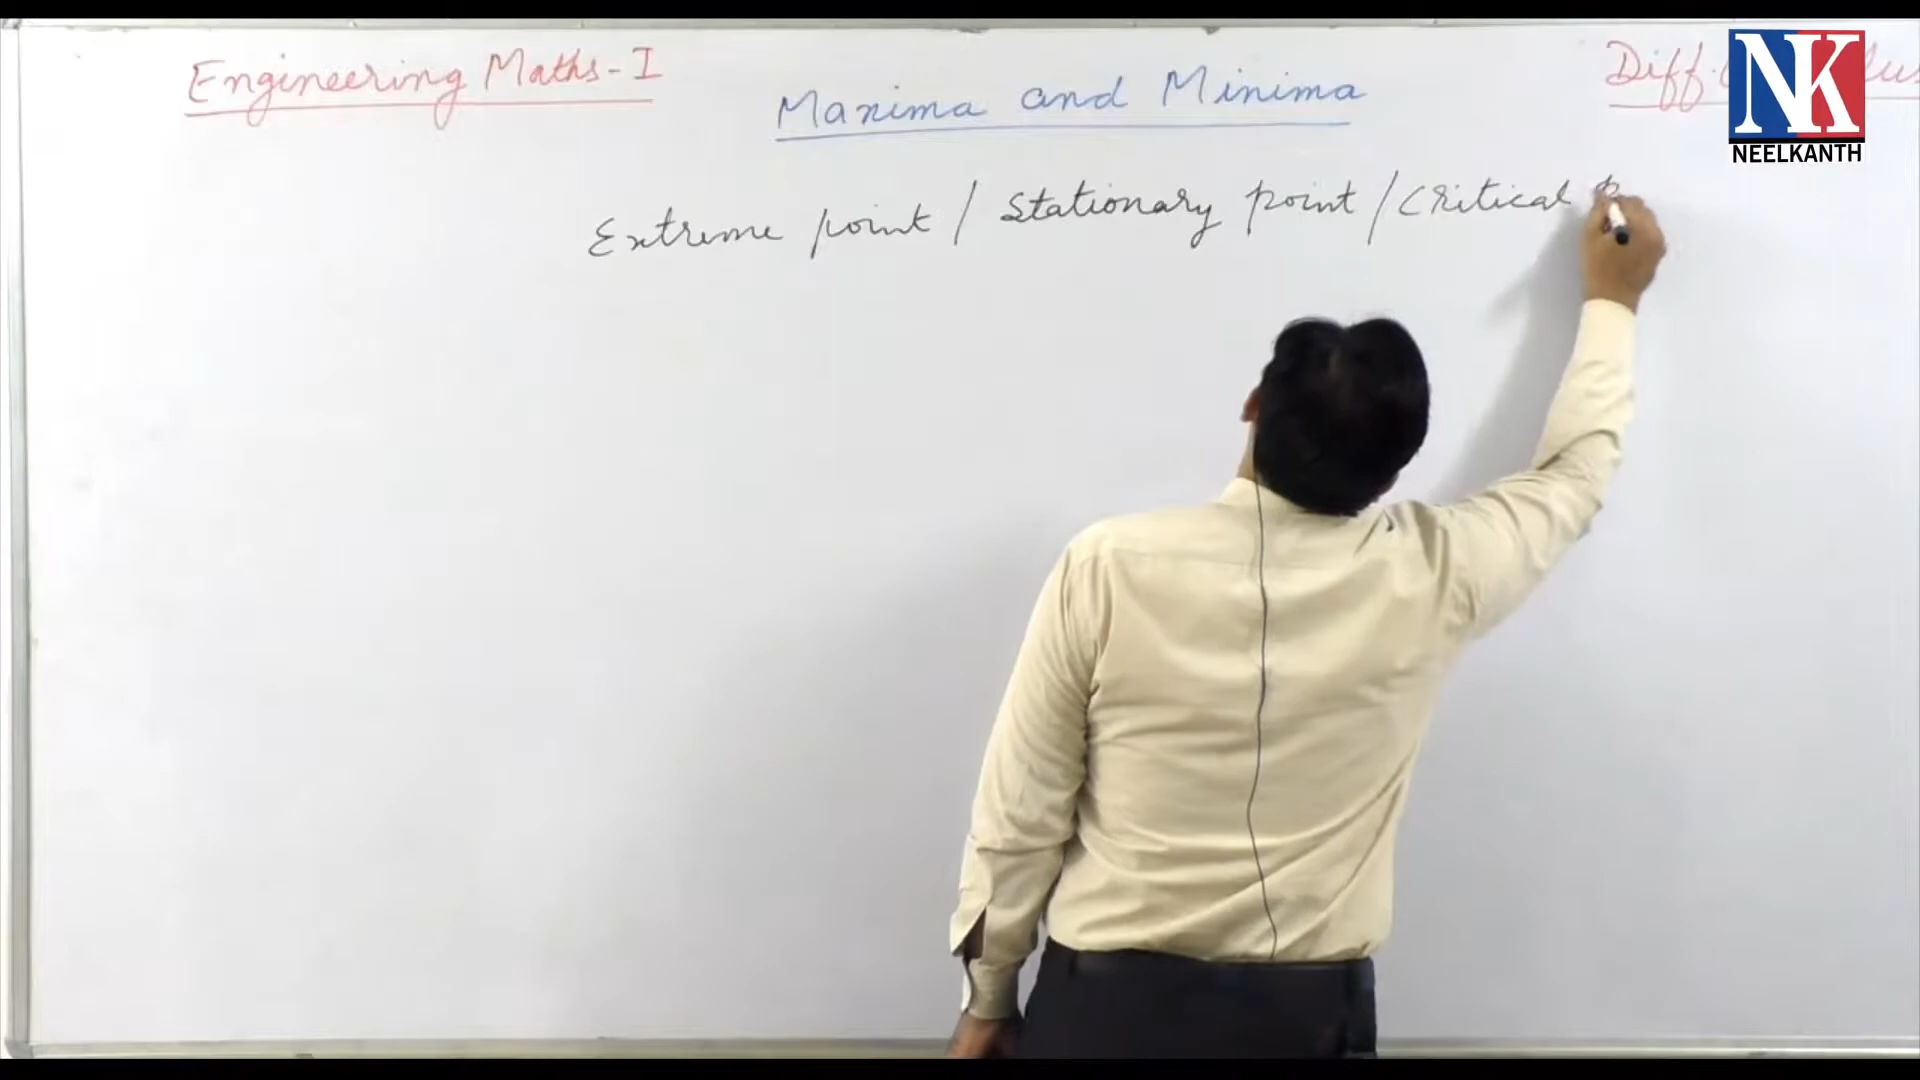 Engineering Maths-I
Maxima and Minima
Diff.
NK
NEELKANTH
Extreme point / Stationary point / Critical